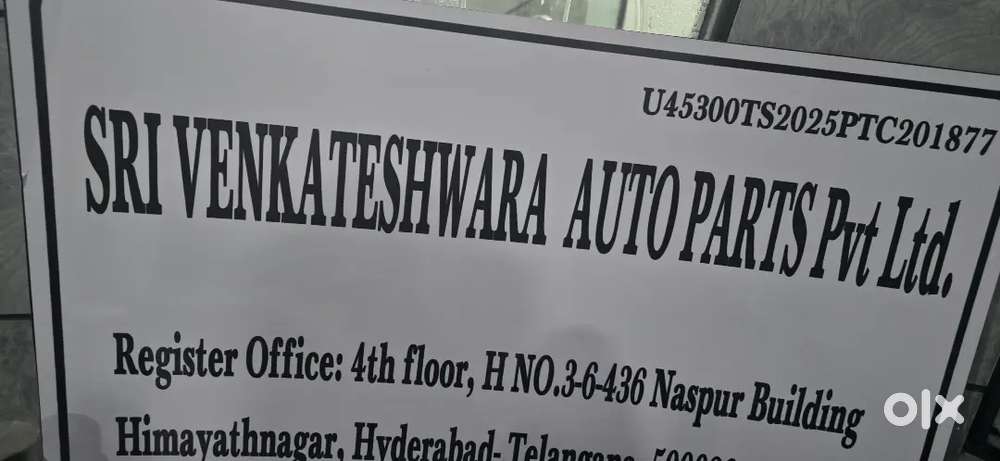 U45300TS2025PTC201877
SRI VENKATESHWARA AUTO PARTS Pvt Ltd.
Register Office: 4th floor, H NO.3-6-436 Naspur Building
Himayathnagar, Hyderabad- Telangana
olx